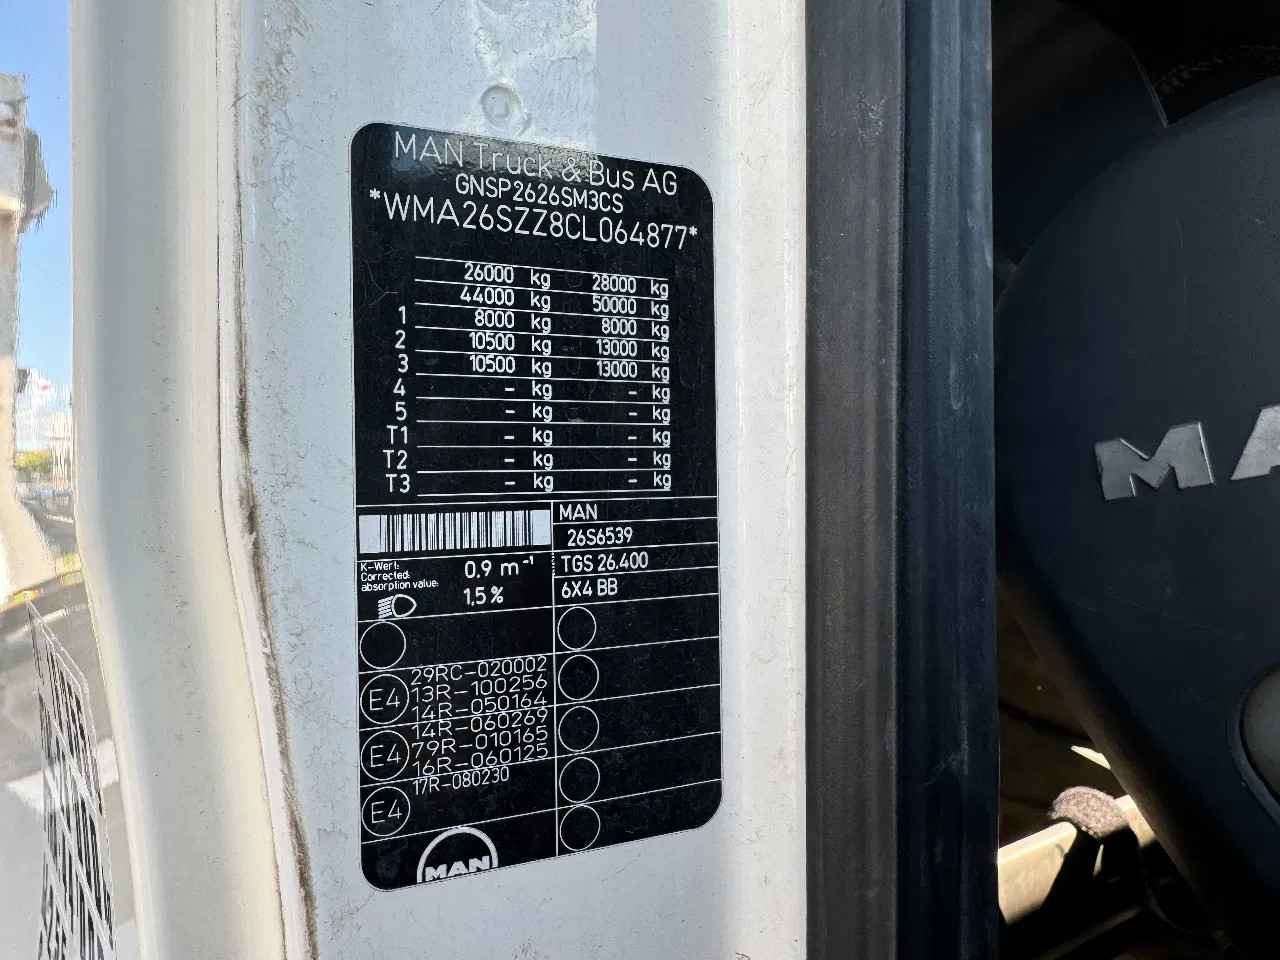 MAN Truck & Bus AG
GNSP2626SM3CS
*WMA26SZZ8CL064877*
26000 kg 28000 kg
44000 kg 50000 kg
1 8000 kg 8000 kg
2 10500 kg 13000 kg
3 10500 kg 13000 kg
4 - kg - kg
5 - kg - kg
T1 - kg - kg
T2 - kg - kg
T3 - kg - kg
MAN
26S6539
K-Wert:
Corrected
absorption value: 0,9 m⁻¹
TGS 26.400
1,5 %
6X4 BB
29RC-020002
E4 13R-100256
14R-050164
14R-060269
E4 79R-010165
16R-060125
17R-080230
E4
MAN
MA